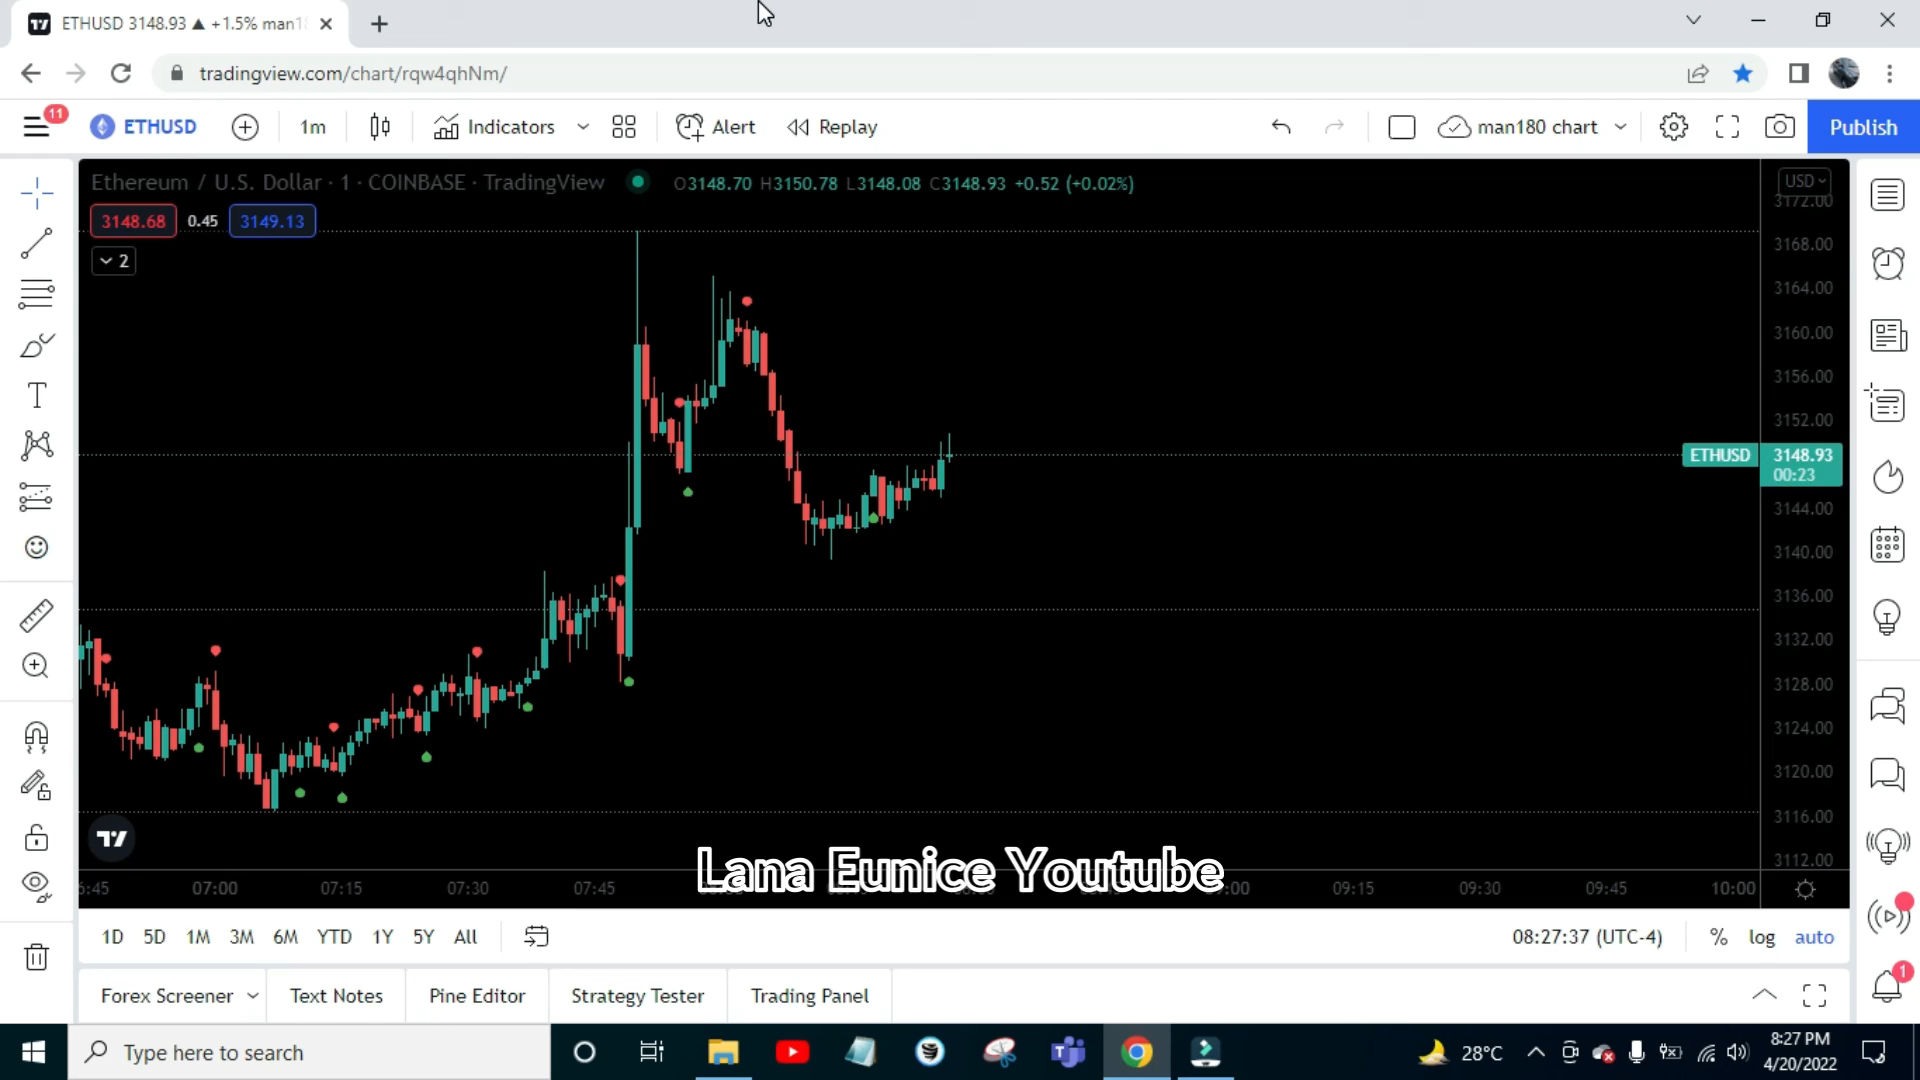 ETHUSD 3148.93 ▲ +1.5% man1
tradingview.com/chart/rqw4qhNm/
11
ETHUSD 1m Indicators Alert Replay man180 chart Publish
Ethereum / U.S. Dollar · 1 · COINBASE · TradingView O3148.70 H3150.78 L3148.08 C3148.93 +0.52 (+0.02%)
USD
3172.00
3148.68 0.45 3149.13
3168.00
2
3164.00
3160.00
3156.00
3152.00
ETHUSD 3148.93
00:23
3144.00
3140.00
3136.00
3132.00
3128.00
3124.00
3120.00
3116.00
3112.00
Lana Eunice Youtube
6:45 07:00 07:15 07:30 07:45 09:15 09:30 09:45 10:00
1D 5D 1M 3M 6M YTD 1Y 5Y All 08:27:37 (UTC-4) % log auto
1
Forex Screener Text Notes Pine Editor Strategy Tester Trading Panel
Type here to search 28°C 8:27 PM
4/20/2022